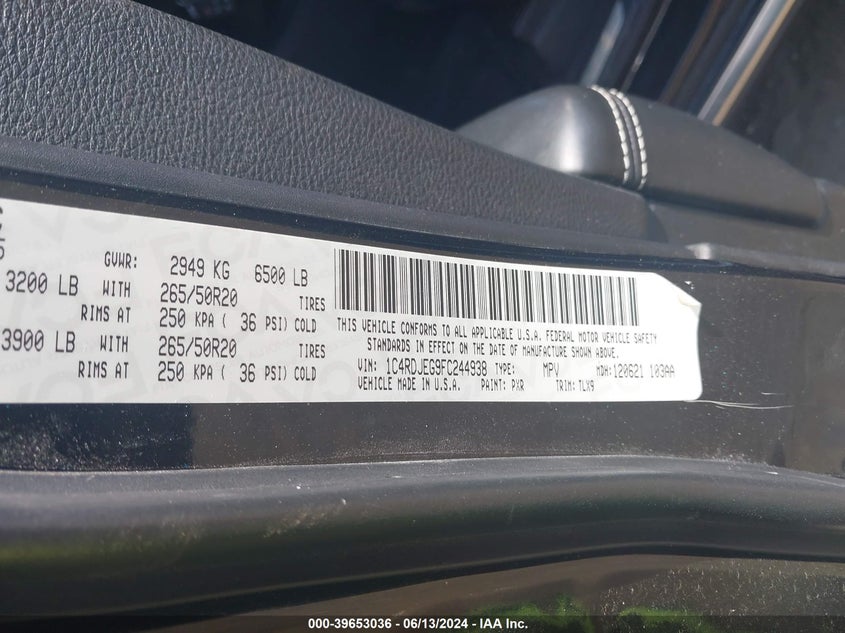 GVWR: 2949 KG 6500 LB
3200 LB WITH 265/50R20 TIRES
RIMS AT 250 KPA ( 36 PSI) COLD
3900 LB WITH 265/50R20 TIRES
RIMS AT 250 KPA ( 36 PSI) COLD
THIS VEHICLE CONFORMS TO ALL APPLICABLE U.S.A. FEDERAL MOTOR VEHICLE SAFETY
STANDARDS IN EFFECT ON THE DATE OF MANUFACTURE SHOWN ABOVE.
VIN: 1C4RDJEG9FC244938 TYPE: MPV MDH: 120621 103AA
VEHICLE MADE IN U.S.A. PAINT: PXR TRIM: TLX9
000-39653036 - 06/13/2024 - IAA Inc.